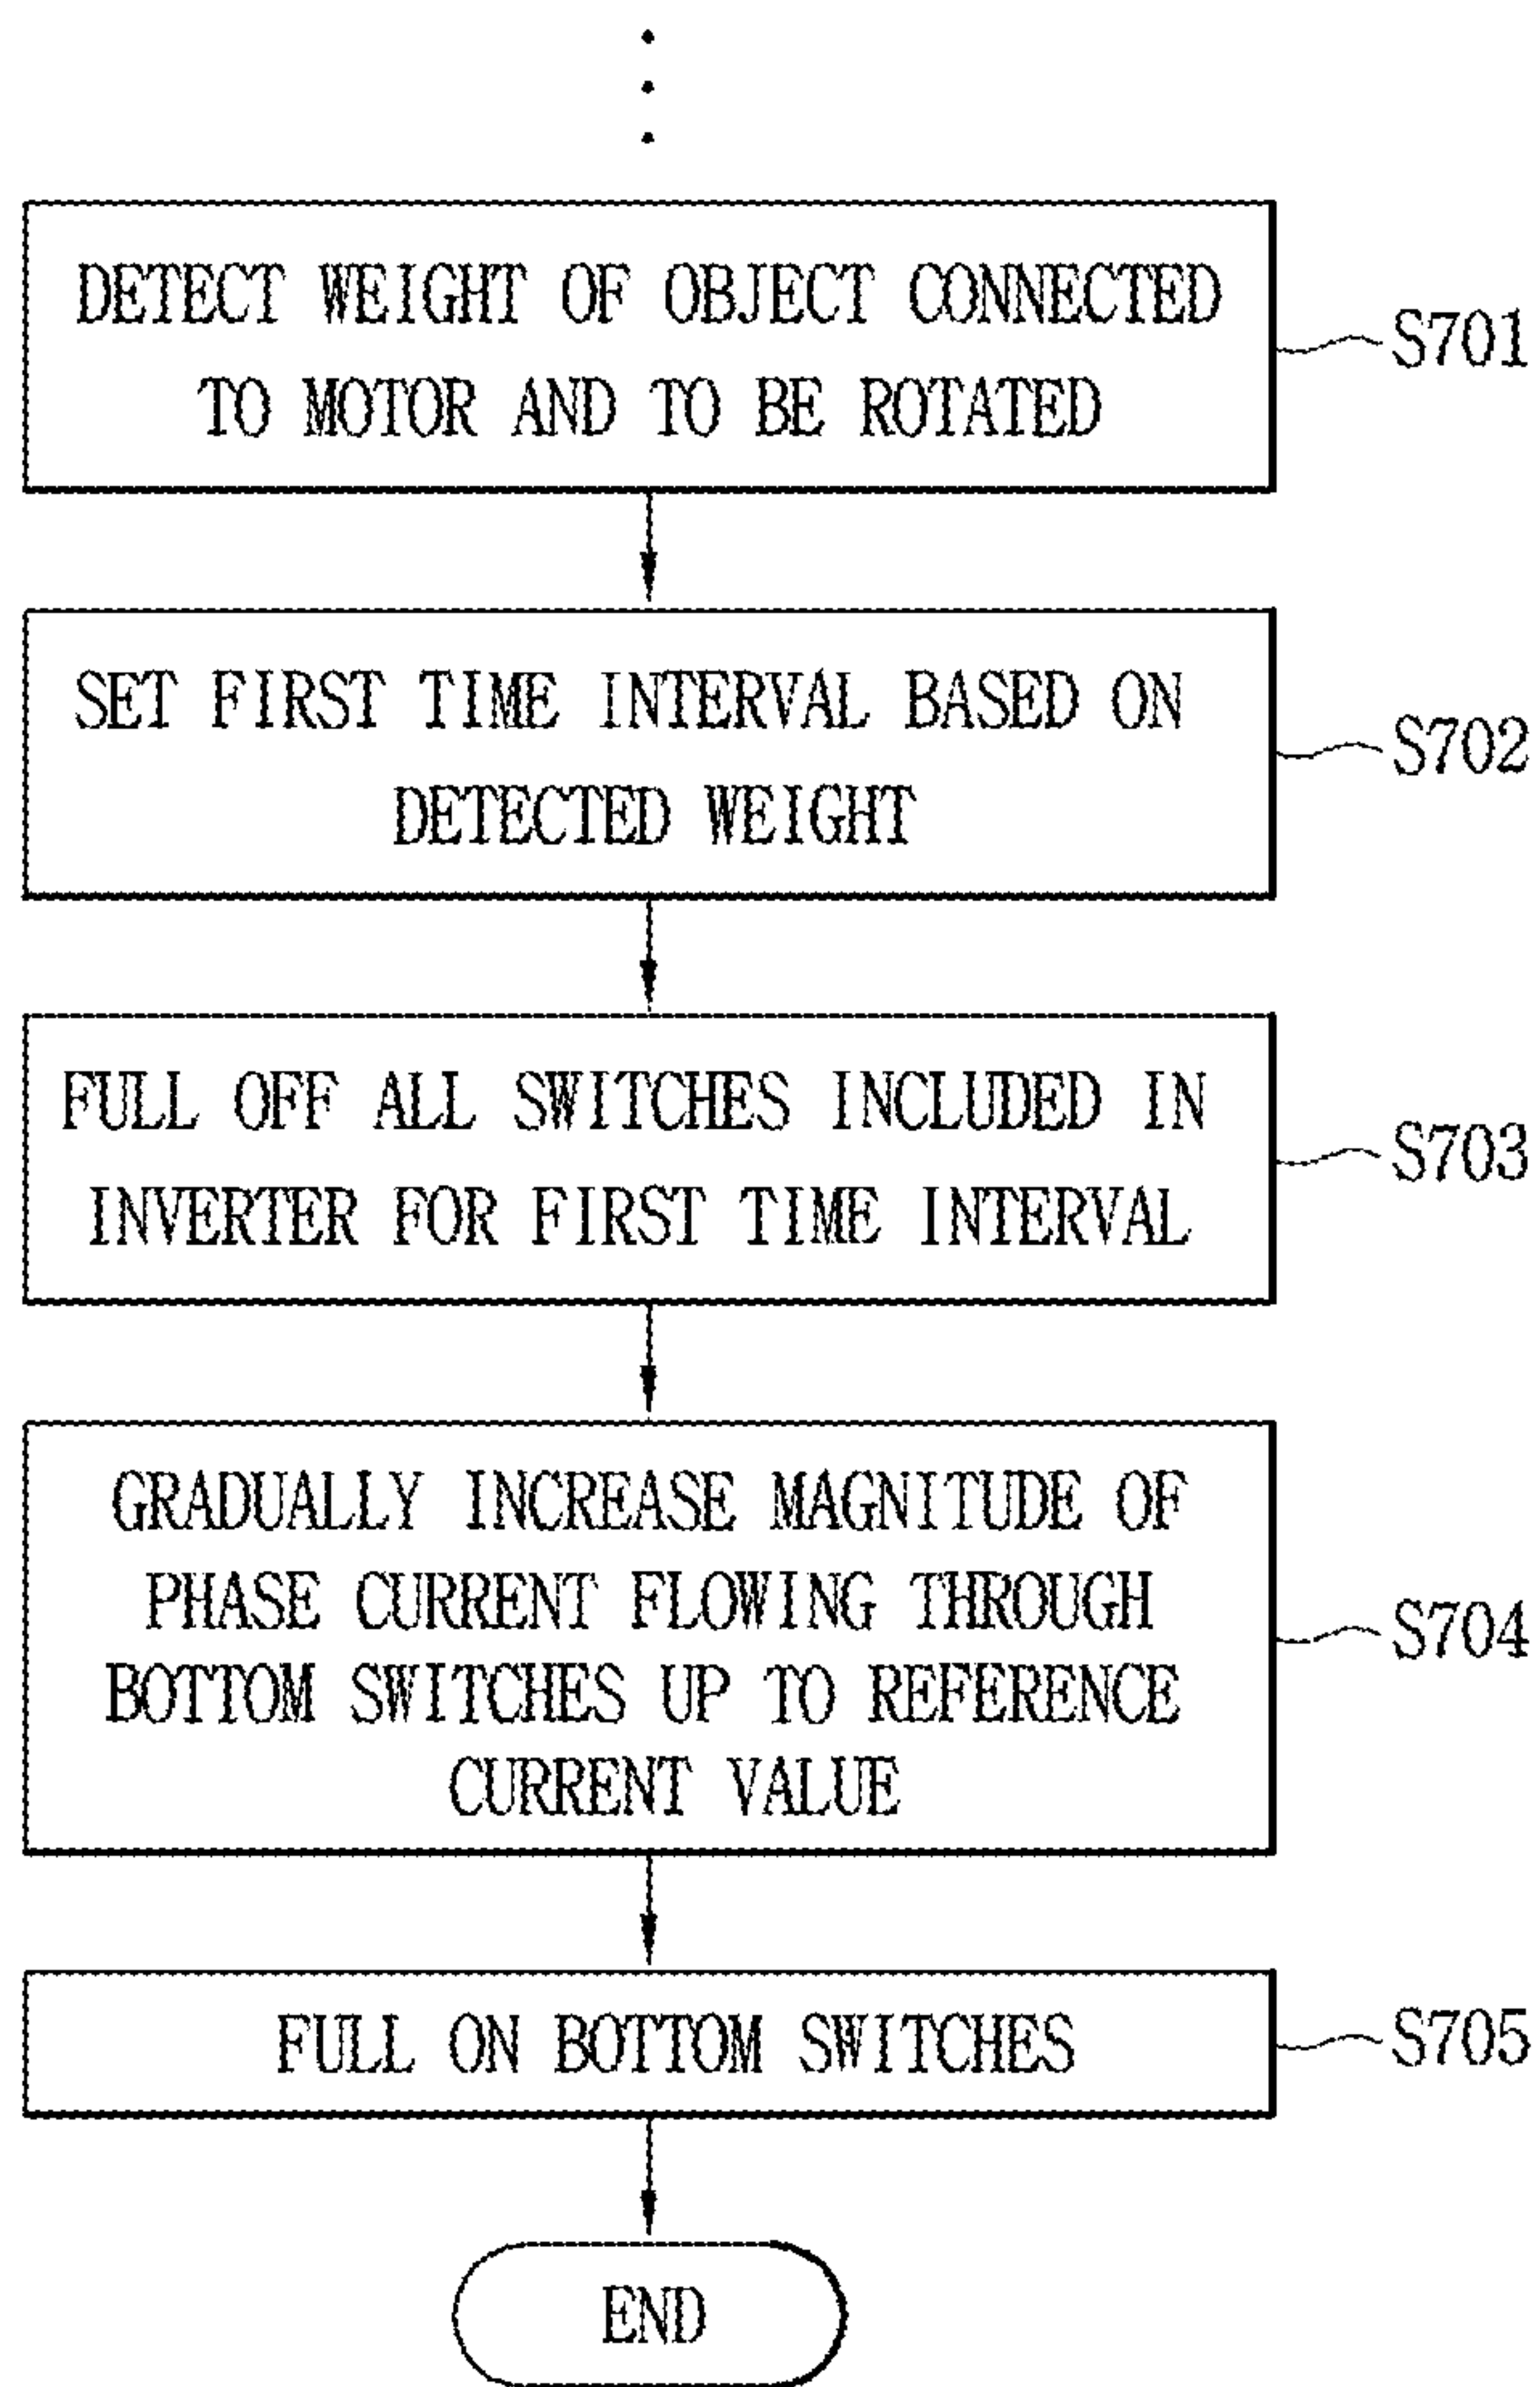 DETECT WEIGHT OF OBJECT CONNECTED
TO MOTOR AND TO BE ROTATED
S701
SET FIRST TIME INTERVAL BASED ON
DETECTED WEIGHT
S702
FULL OFF ALL SWITCHES INCLUDED IN
INVERTER FOR FIRST TIME INTERVAL
S703
GRADUALLY INCREASE MAGNITUDE OF
PHASE CURRENT FLOWING THROUGH
BOTTOM SWITCHES UP TO REFERENCE
CURRENT VALUE
S704
FULL ON BOTTOM SWITCHES
S705
END